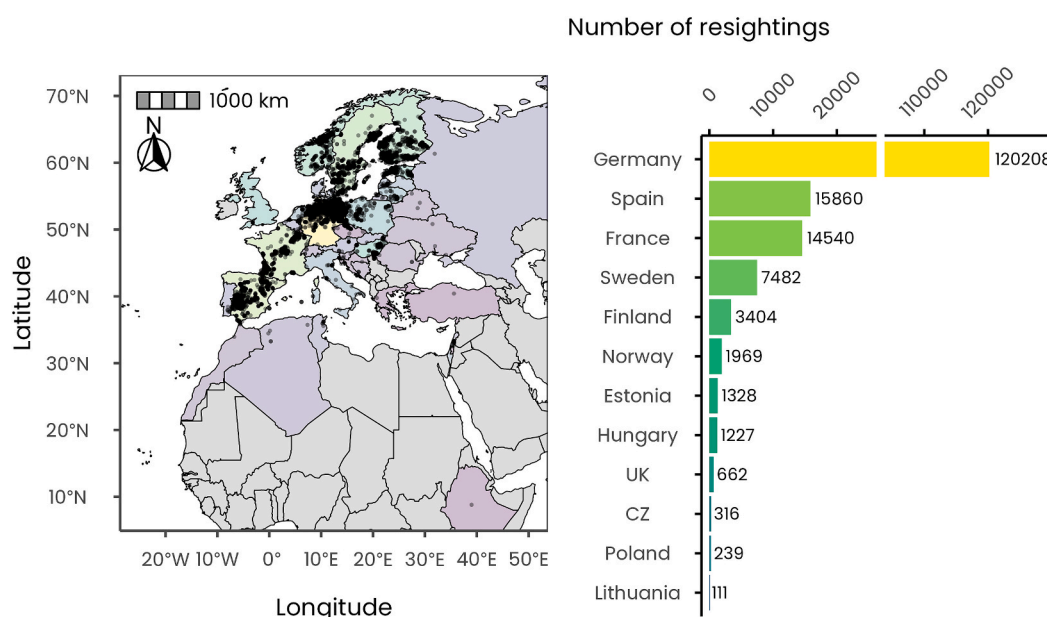 Number of resightings
0 10000 20000 110000 120000
70°N
60°N
50°N
40°N
30°N
20°N
10°N
Latitude
1000 km
N
20°W 10°W 0° 10°E 20°E 30°E 40°E 50°E
Longitude
Germany 120208
Spain 15860
France 14540
Sweden 7482
Finland 3404
Norway 1969
Estonia 1328
Hungary 1227
UK 662
CZ 316
Poland 239
Lithuania 111